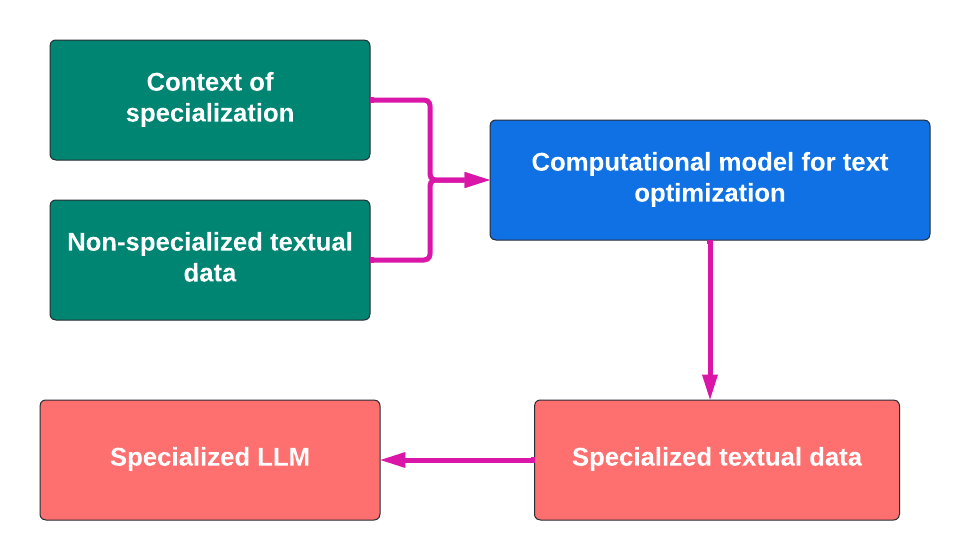 Context of
specialization
Non-specialized textual
data
Computational model for text
optimization
Specialized textual data
Specialized LLM